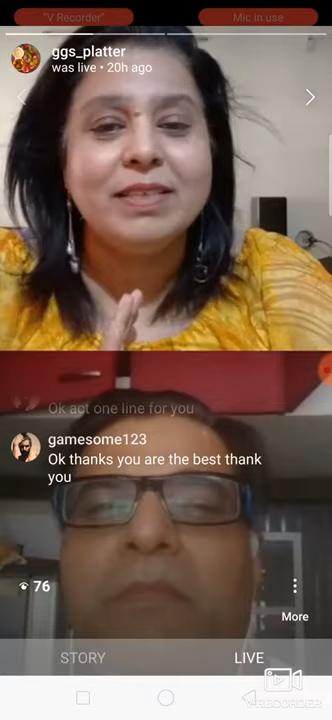 "V Recorder"
Mic in use
ggs_platter
was live • 20h ago
Ok act one line for you
gamesome123
Ok thanks you are the best thank
you
76
More
STORY
LIVE
V RECORDER